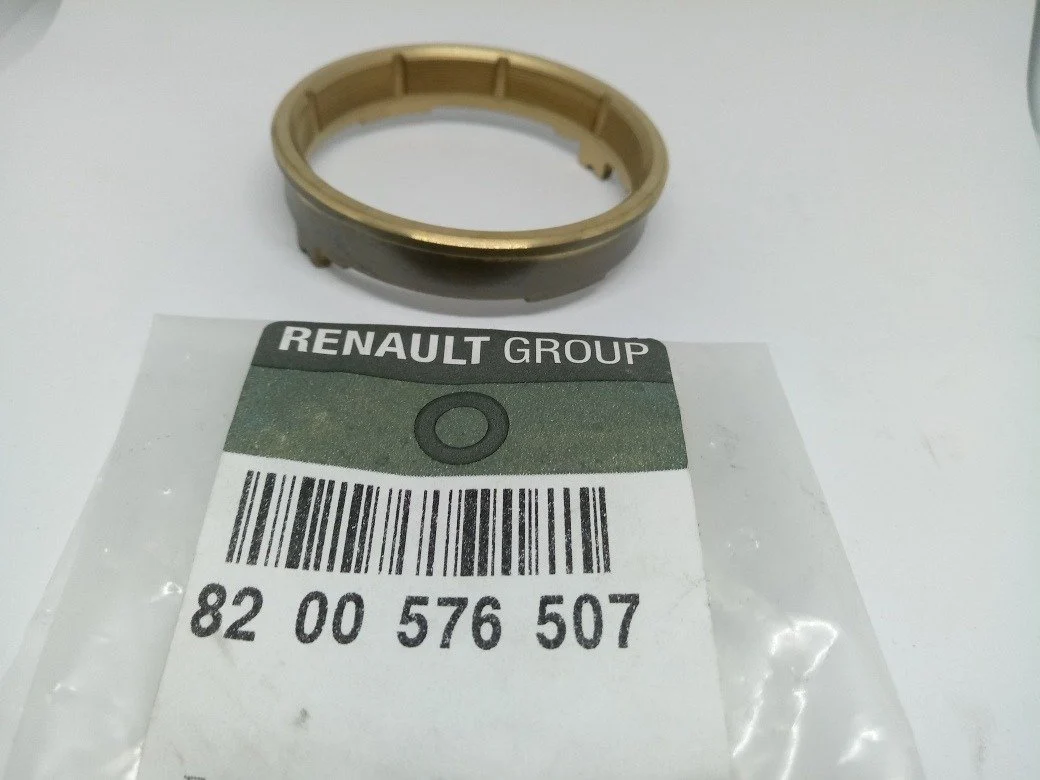 RENAULT GROUP
82 00 576 507